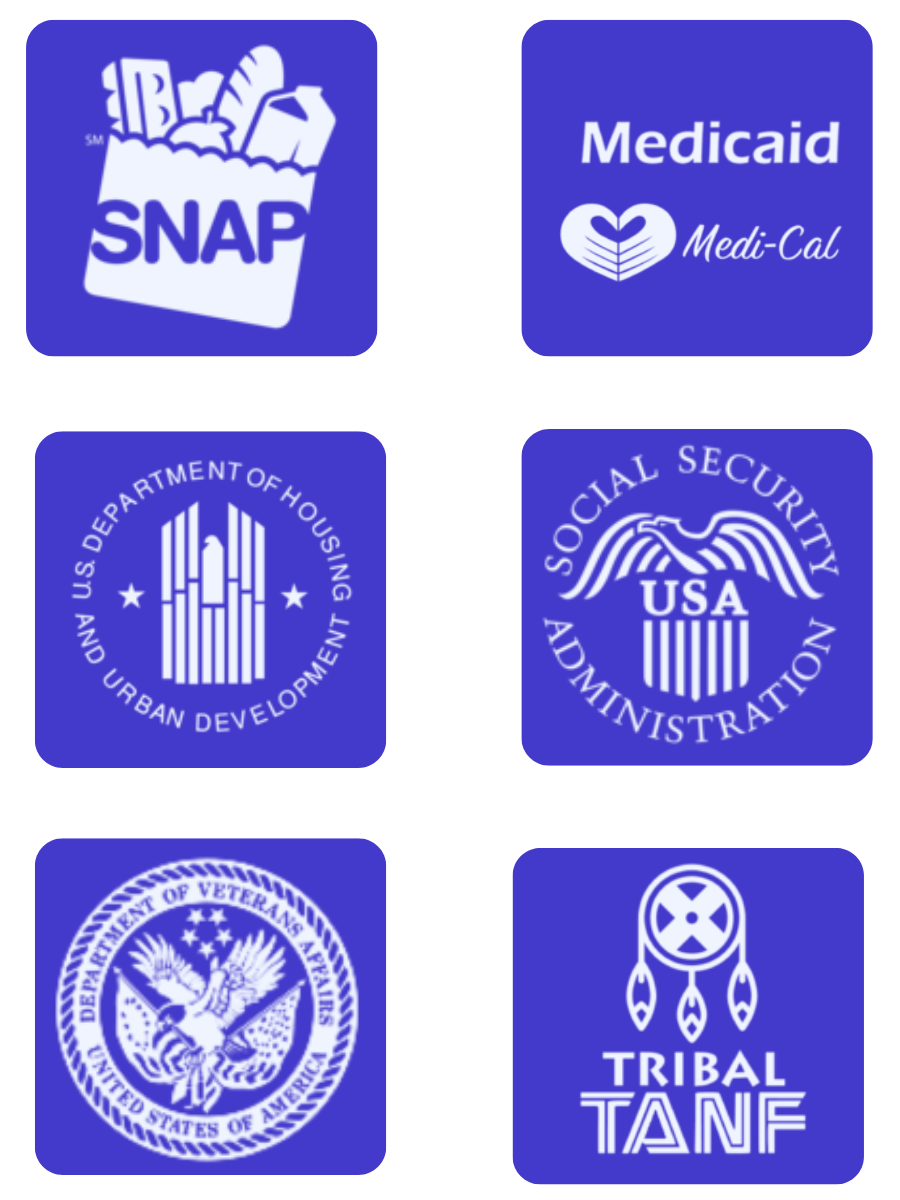 SM
SNAP
Medicaid
Medi-Cal
U.S. DEPARTMENT OF HOUSING
AND URBAN DEVELOPMENT
SOCIAL SECURITY
USA
ADMINISTRATION
DEPARTMENT OF VETERANS AFFAIRS
UNITED STATES OF AMERICA
TRIBAL
TANF